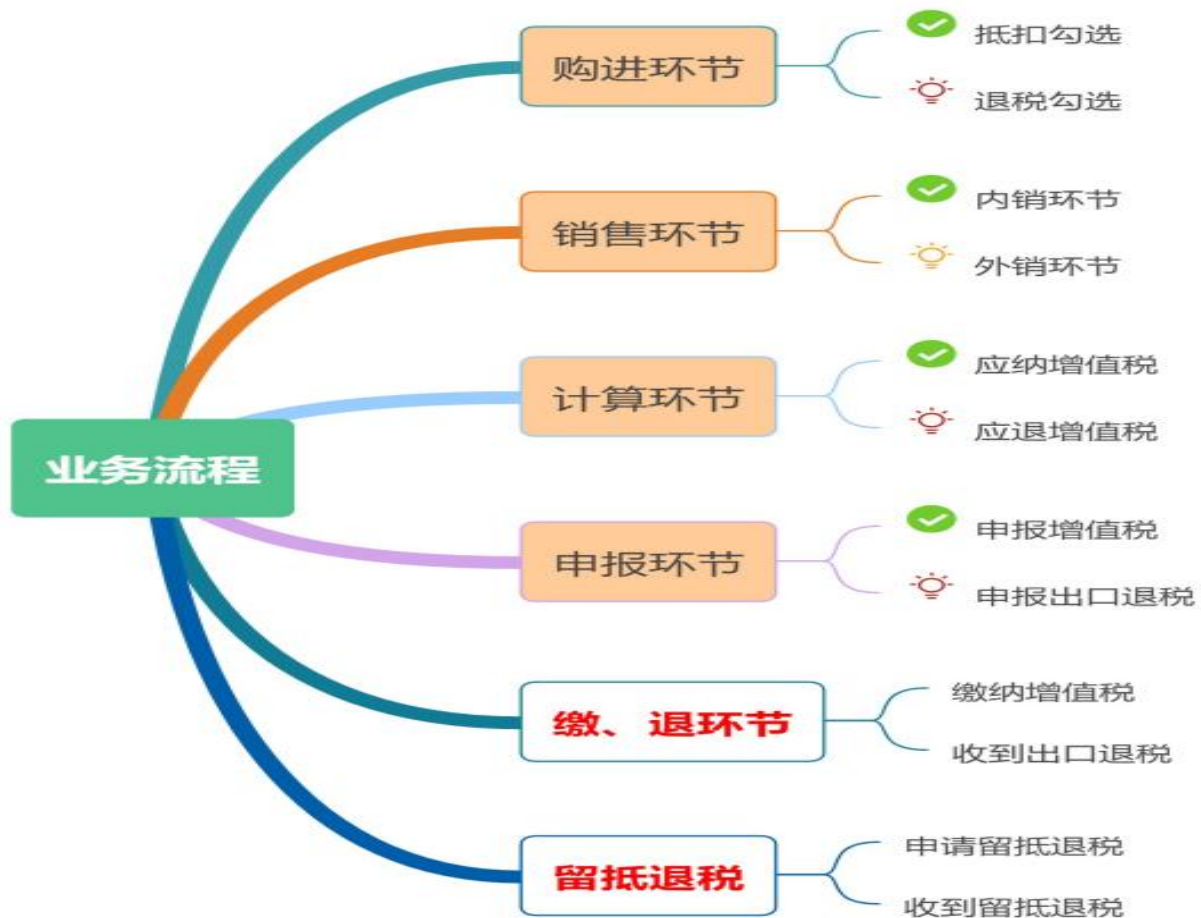 业务流程
购进环节
抵扣勾选
退税勾选
销售环节
内销环节
外销环节
计算环节
应纳增值税
应退增值税
申报环节
申报增值税
申报出口退税
缴、退环节
缴纳增值税
收到出口退税
留抵退税
申请留抵退税
收到留抵退税